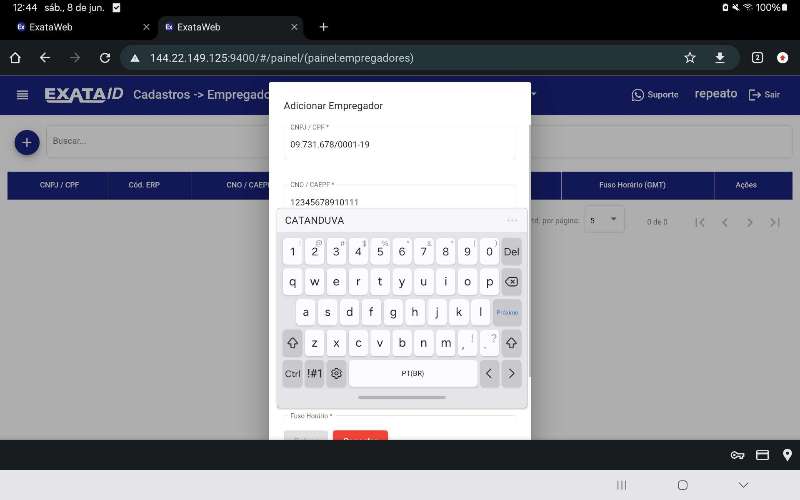 12:44 sáb., 8 de jun.
100%
Ex ExataWeb
Ex ExataWeb
144.22.149.125:9400/#/painel/(painel:empregadores)
2
EXATAID Cadastros -> Empregado
Suporte
repeato
Sair
Adicionar Empregador
CNPJ / CPF *
09.731.678/0001-19
Buscar...
CNPJ / CPF
Cód. ERP
CNO / CAEPF
Fuso Horário (GMT)
Ações
CNO / CAEPF *
12345678910111
por página: 5
0 de 0
CATANDUVA
1 2 3 4 5 6 7 8 9 0 Del
@ # $ % ^ & * ( )
q w e r t y u i o p
a s d f g h j k l Próximo
z x c v b n m , ! . ?
Ctrl !#1 PT(BR) < >
Fuso Horário *